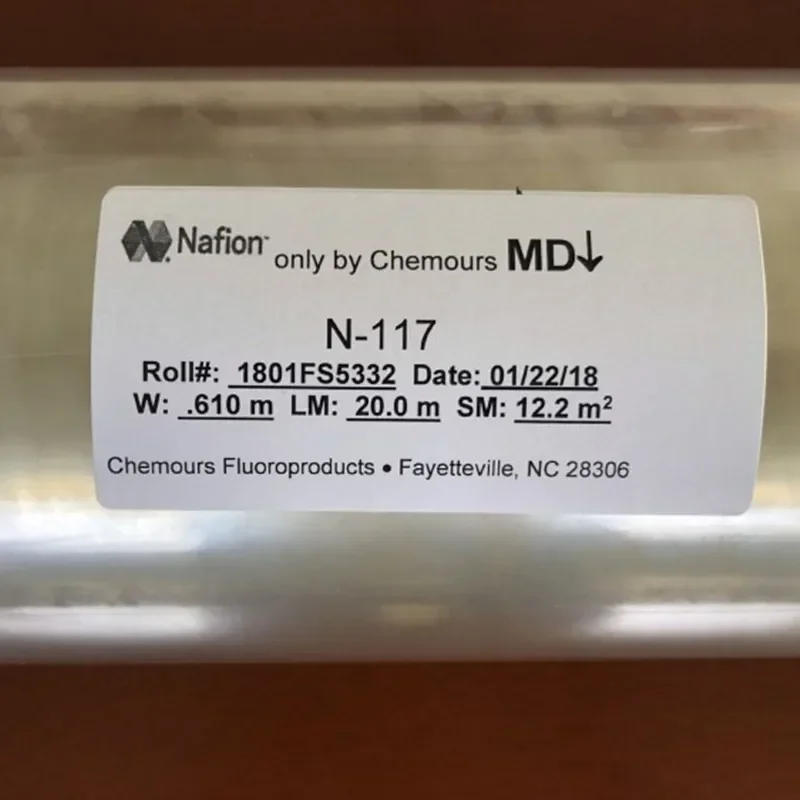 Nafion™ only by Chemours MD↓
N-117
Roll#: 1801FS5332 Date: 01/22/18
W: .610 m LM: 20.0 m SM: 12.2 m²
Chemours Fluoroproducts • Fayetteville, NC 28306